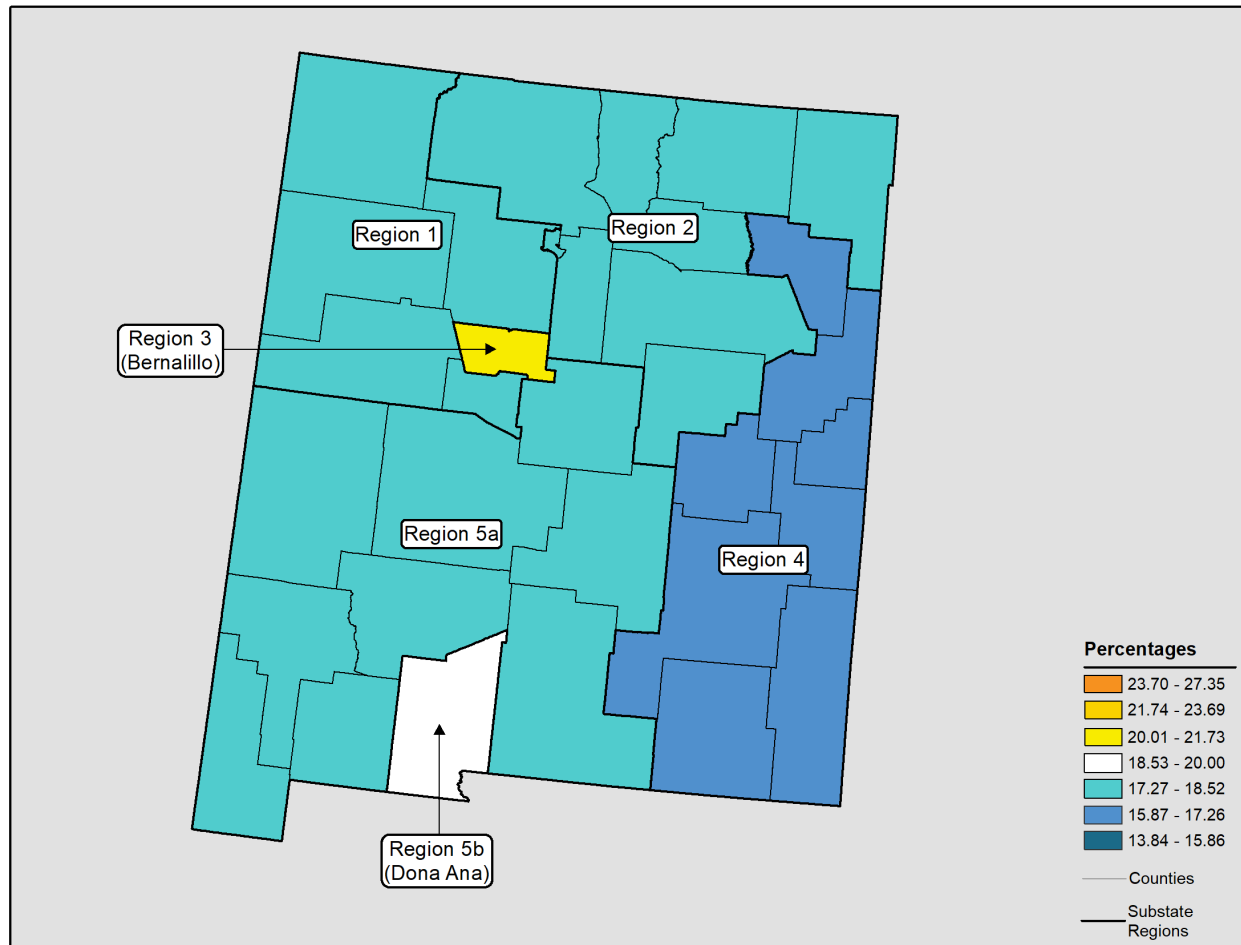 Region 1
Region 2
Region 3
(Bernalillo)
Region 5a
Region 4
Region 5b
(Dona Ana)
Percentages
23.70 - 27.35
21.74 - 23.69
20.01 - 21.73
18.53 - 20.00
17.27 - 18.52
15.87 - 17.26
13.84 - 15.86
Counties
Substate
Regions